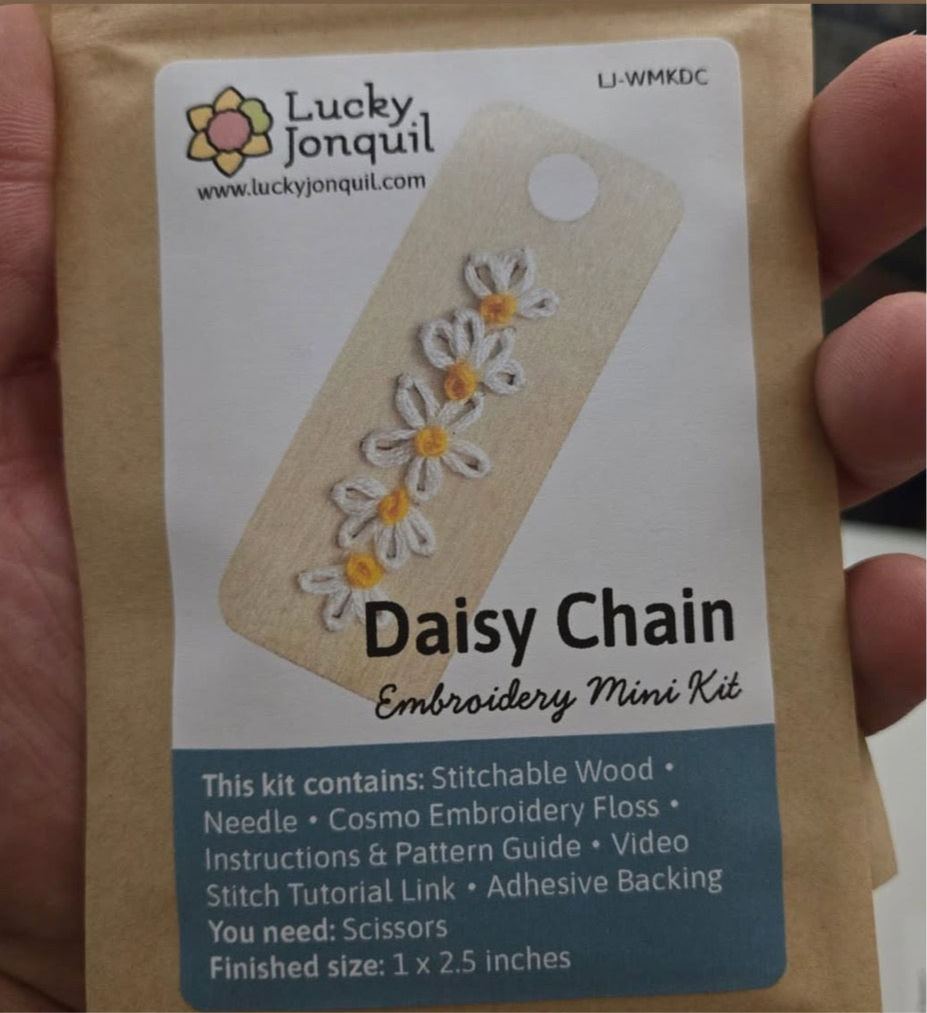 LJ-WMKDC
Lucky
Jonquil
www.luckyjonquil.com
Daisy Chain
Embroidery Mini Kit
This kit contains: Stitchable Wood •
Needle • Cosmo Embroidery Floss •
Instructions & Pattern Guide • Video
Stitch Tutorial Link • Adhesive Backing
You need: Scissors
Finished size: 1 x 2.5 inches